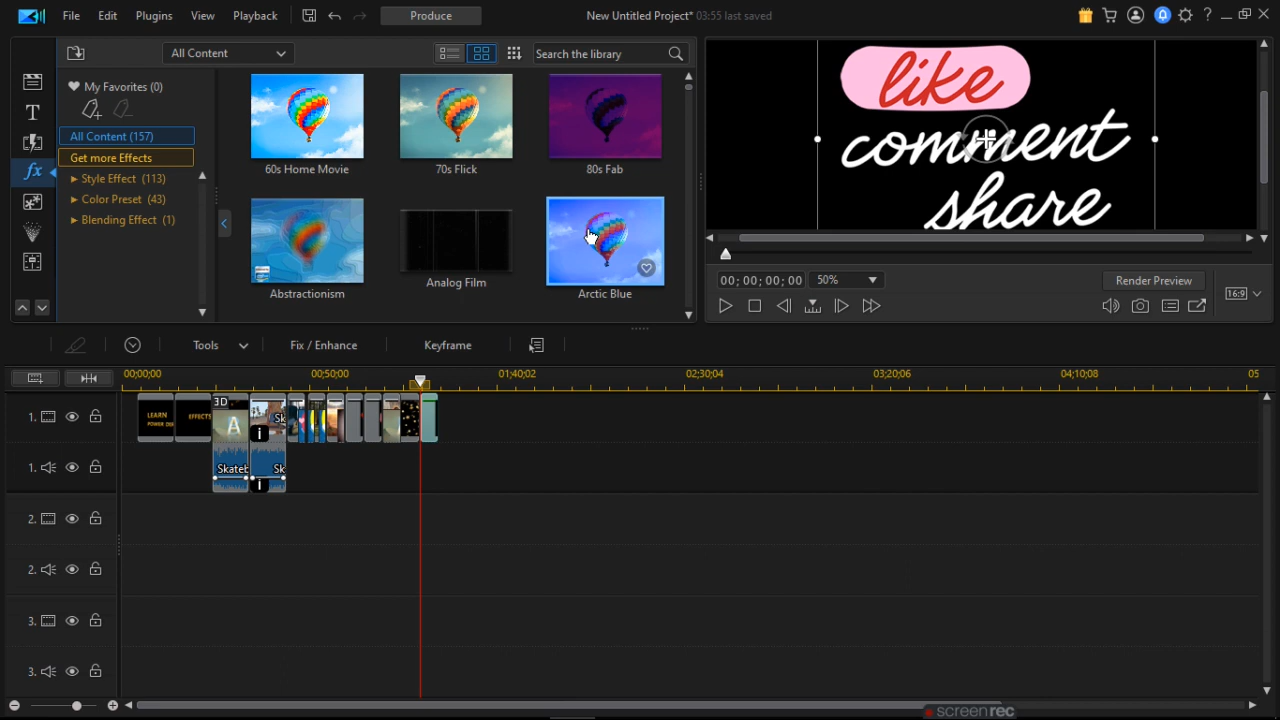 File Edit Plugins View Playback Produce New Untitled Project* 03:55 last saved ?
All Content Search the library
My Favorites (0)
All Content (157)
Get more Effects
Style Effect (113)
Color Preset (43)
Blending Effect (1)
60s Home Movie 70s Flick 80s Fab
Abstractionism Analog Film Arctic Blue
T
fx
like
comment
share
00; 00; 00; 00 50% Render Preview 16:9
Tools Fix / Enhance Keyframe
00;00;00 00;50;00 01;40;02 02;30;04 03;20;06 04;10;08 05
1. LEARN EFFECTS 3D A Sk i
1. Skateb Sk i
2.
2.
3.
3.
screenrec